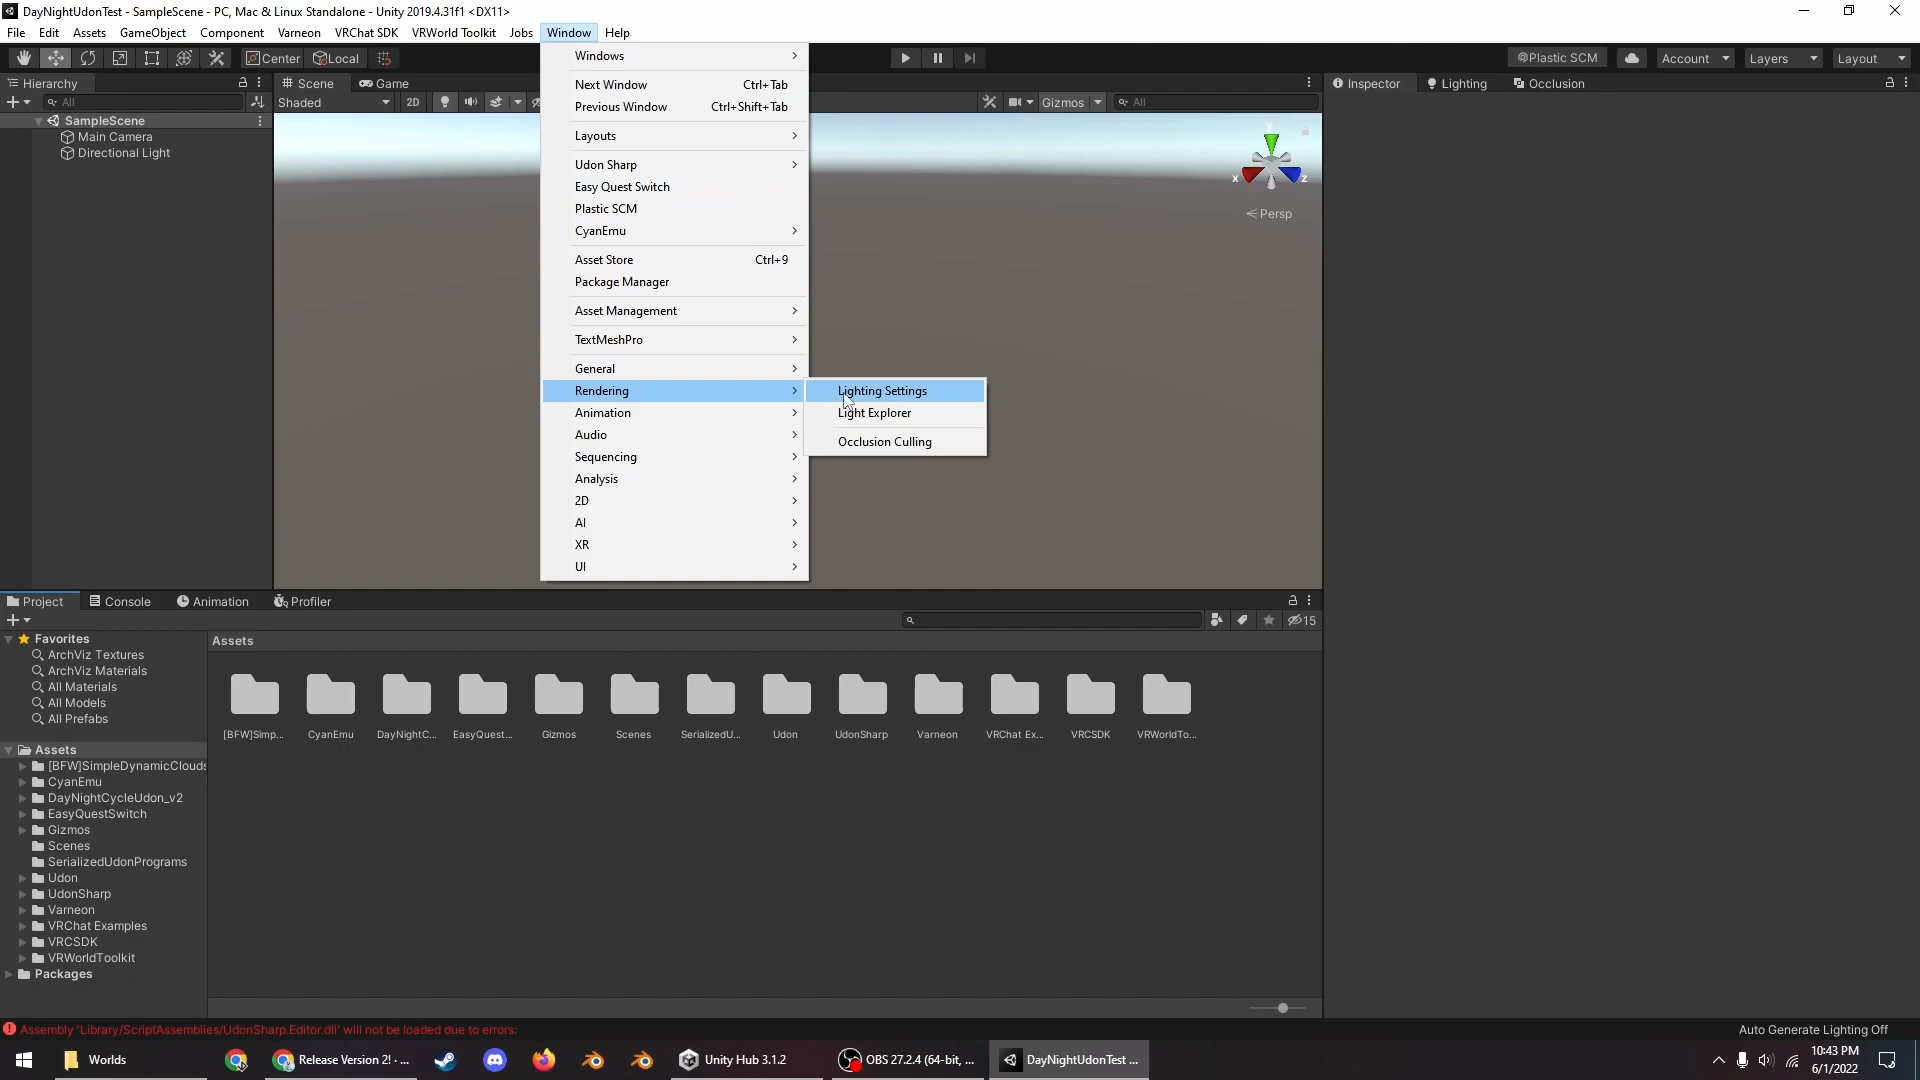 DayNightUdonTest - SampleScene - PC, Mac & Linux Standalone - Unity 2019.4.31f1 <DX11>
File Edit Assets GameObject Component Varneon VRChat SDK VRWorld Toolkit Jobs Window Help
Center Local Plastic SCM Account Layers Layout
Hierarchy Scene Game Inspector Lighting Occlusion
All Shaded 2D Gizmos All
SampleScene
Main Camera
Directional Light
Windows
Next Window Ctrl+Tab
Previous Window Ctrl+Shift+Tab
Layouts
Udon Sharp
Easy Quest Switch
Plastic SCM
CyanEmu
Asset Store Ctrl+9
Package Manager
Asset Management
TextMeshPro
General
Rendering
Animation
Audio
Sequencing
Analysis
2D
AI
XR
UI
Lighting Settings
Light Explorer
Occlusion Culling
y
x z
Persp
Project Console Animation Profiler
15
Favorites
ArchViz Textures
ArchViz Materials
All Materials
All Models
All Prefabs
Assets
[BFW]SimpleDynamicClouds
CyanEmu
DayNightCycleUdon_v2
EasyQuestSwitch
Gizmos
Scenes
SerializedUdonPrograms
Udon
UdonSharp
Varneon
VRChat Examples
VRCSDK
VRWorldToolkit
Packages
Assets
[BFW]Simp... CyanEmu DayNightC... EasyQuest... Gizmos Scenes SerializedU... Udon UdonSharp Varneon VRChat Ex... VRCSDK VRWorldTo...
Assembly 'Library/ScriptAssemblies/UdonSharp.Editor.dll' will not be loaded due to errors:
Auto Generate Lighting Off
Worlds Release Version 2! · ... Unity Hub 3.1.2 OBS 27.2.4 (64-bit, ... DayNightUdonTest ...
10:43 PM
6/1/2022